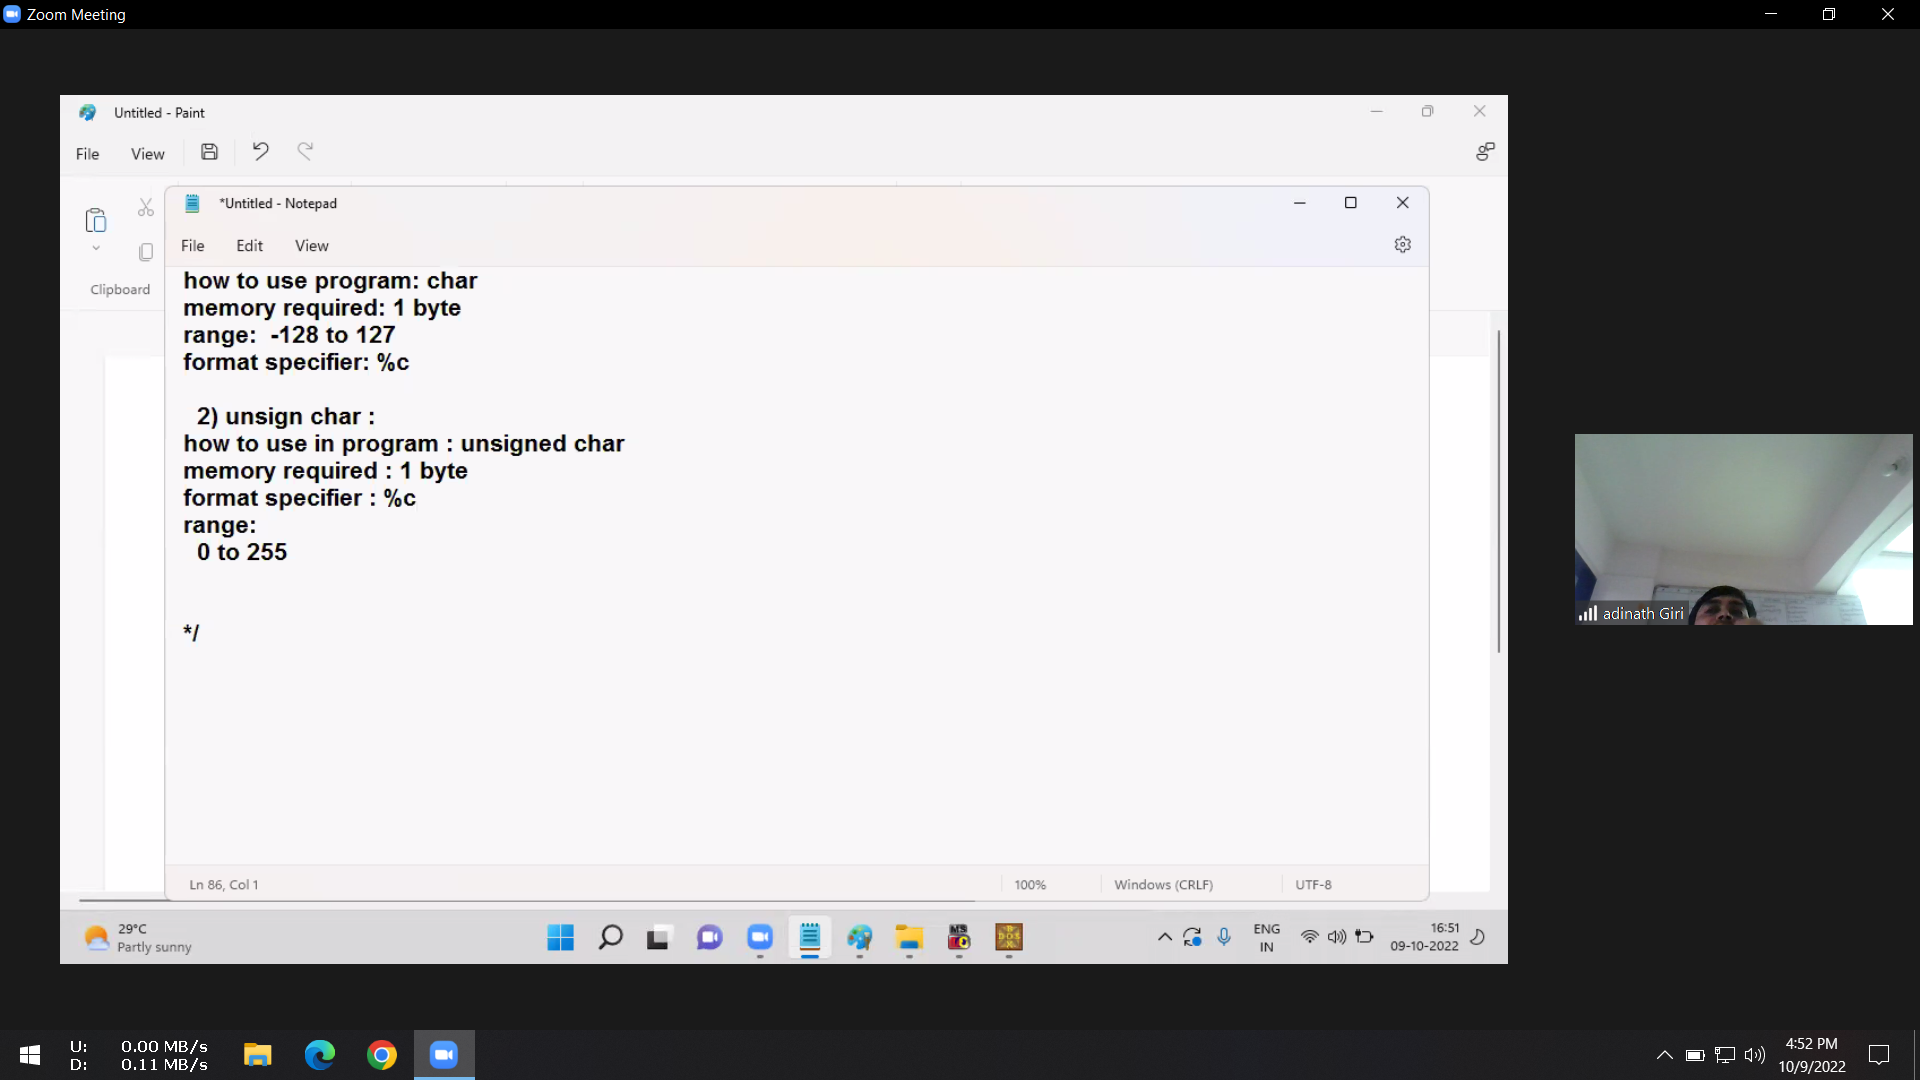 Zoom Meeting
Untitled - Paint
File View
Clipboard
*Untitled - Notepad
File Edit View
how to use program: char
memory required: 1 byte
range:  -128 to 127
format specifier: %c
2) unsign char :
how to use in program : unsigned char
memory required : 1 byte
format specifier : %c
range:
0 to 255
*/
adinath Giri
Ln 86, Col 1 100% Windows (CRLF) UTF-8
29°C
Partly sunny
MS
DOS
ENG
IN
16:51
09-10-2022
U: 0.00 MB/s
D: 0.11 MB/s
4:52 PM
10/9/2022